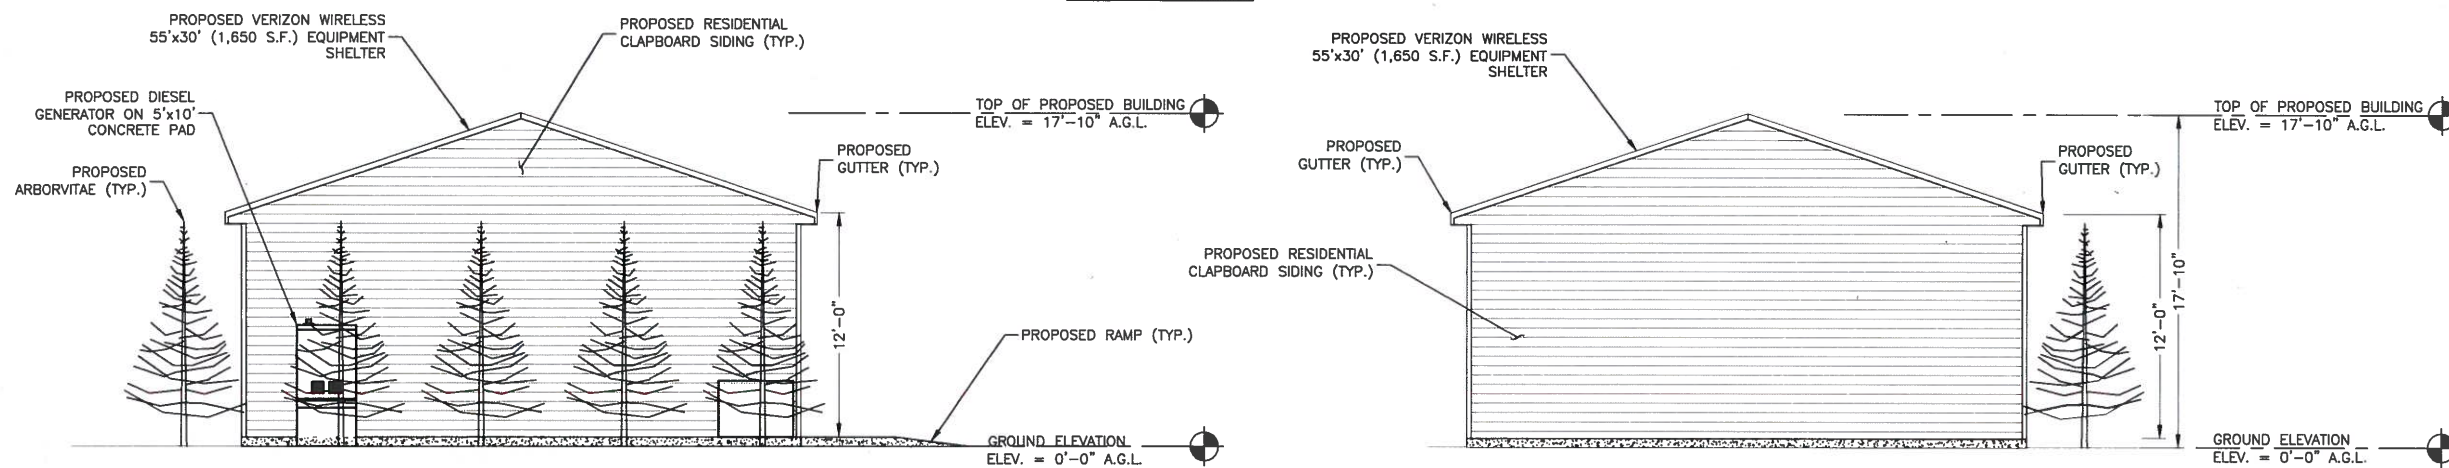 PROPOSED VERIZON WIRELESS
55'x30' (1,650 S.F.) EQUIPMENT
SHELTER
PROPOSED RESIDENTIAL
CLAPBOARD SIDING (TYP.)
PROPOSED DIESEL
GENERATOR ON 5'x10'
CONCRETE PAD
TOP OF PROPOSED BUILDING
ELEV. = 17'-10" A.G.L.
PROPOSED
GUTTER (TYP.)
PROPOSED
ARBORVITAE (TYP.)
12'-0"
PROPOSED RAMP (TYP.)
GROUND ELEVATION
ELEV. = 0'-0" A.G.L.
PROPOSED VERIZON WIRELESS
55'x30' (1,650 S.F.) EQUIPMENT
SHELTER
TOP OF PROPOSED BUILDING
ELEV. = 17'-10" A.G.L.
PROPOSED
GUTTER (TYP.)
PROPOSED
GUTTER (TYP.)
PROPOSED RESIDENTIAL
CLAPBOARD SIDING (TYP.)
12'-0"
17'-10"
GROUND ELEVATION
ELEV. = 0'-0" A.G.L.